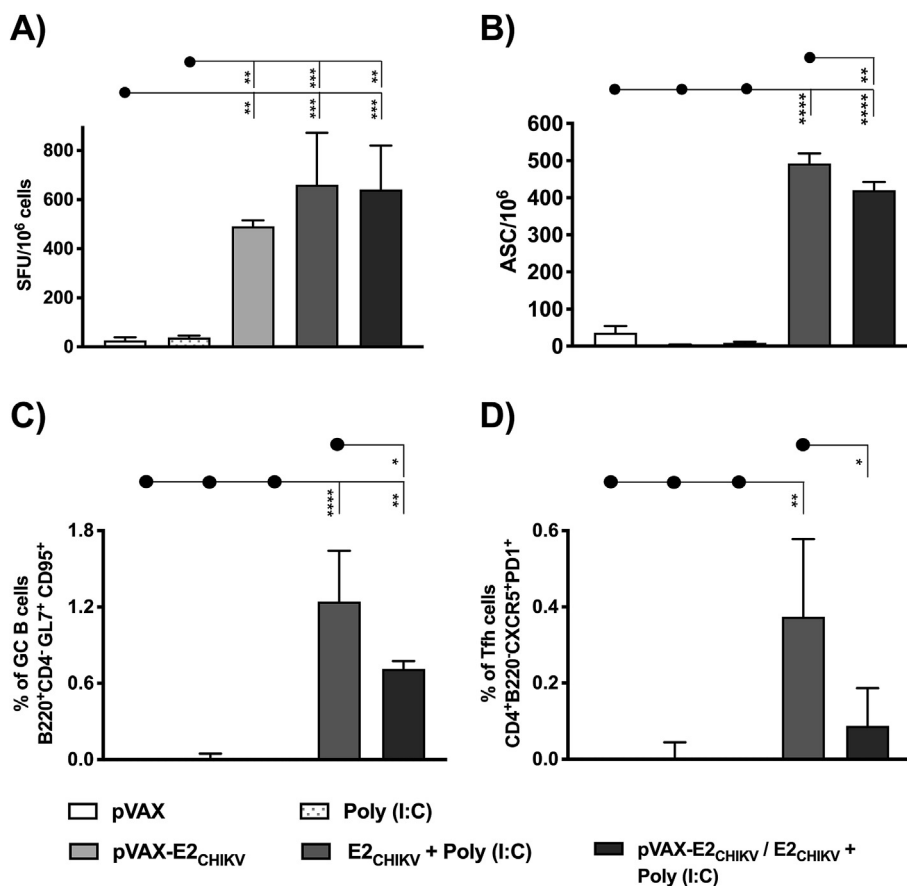 A)
**
***
**
**
***
***
SFU/10⁶ cells
800
600
400
200
0
B)
**
****
****
ASC/10⁶
600
500
400
300
200
100
0
C)
*
****
**
% of GC B cells
B220⁺CD4⁻ GL7⁺ CD95⁺
1.8
1.2
0.6
0.0
D)
*
**
% of Tfh cells
CD4⁺B220⁻CXCR5⁺PD1⁺
0.6
0.4
0.2
0.0
pVAX
Poly (I:C)
pVAX-E2CHIKV
E2CHIKV + Poly (I:C)
pVAX-E2CHIKV / E2CHIKV +
Poly (I:C)